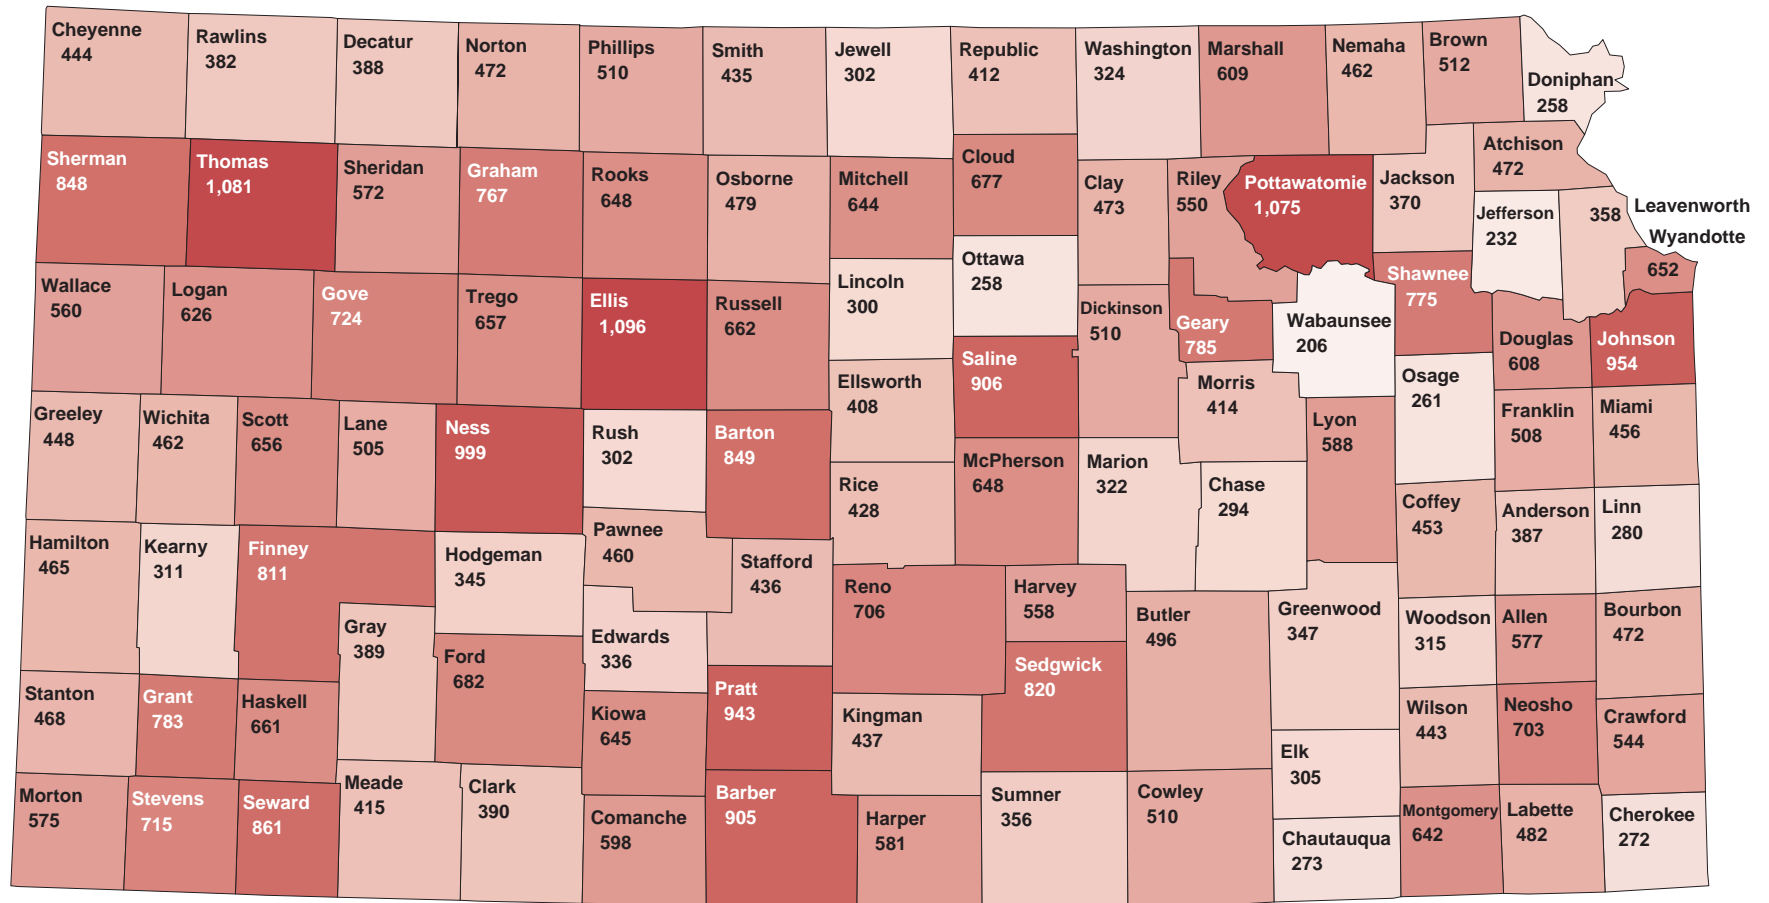 Cheyenne
444
Rawlins
382
Decatur
388
Norton
472
Phillips
510
Smith
435
Jewell
302
Republic
412
Washington
324
Marshall
609
Nemaha
462
Brown
512
Doniphan
258
Sherman
848
Thomas
1,081
Sheridan
572
Graham
767
Rooks
648
Osborne
479
Mitchell
644
Cloud
677
Clay
473
Riley
550
Pottawatomie
1,075
Jackson
370
Atchison
472
Jefferson
232
358
Leavenworth
Wyandotte
652
Wallace
560
Logan
626
Gove
724
Trego
657
Ellis
1,096
Russell
662
Lincoln
300
Ottawa
258
Dickinson
510
Geary
785
Wabaunsee
206
Shawnee
775
Douglas
608
Johnson
954
Greeley
448
Wichita
462
Scott
656
Lane
505
Ness
999
Rush
302
Barton
849
Ellsworth
408
Saline
906
Morris
414
Lyon
588
Osage
261
Franklin
508
Miami
456
Rice
428
McPherson
648
Marion
322
Chase
294
Coffey
453
Anderson
387
Linn
280
Hamilton
465
Kearny
311
Finney
811
Hodgeman
345
Pawnee
460
Stafford
436
Gray
389
Ford
682
Edwards
336
Reno
706
Harvey
558
Butler
496
Greenwood
347
Woodson
315
Allen
577
Bourbon
472
Stanton
468
Grant
783
Haskell
661
Kiowa
645
Pratt
943
Kingman
437
Sedgwick
820
Elk
305
Wilson
443
Neosho
703
Crawford
544
Morton
575
Stevens
715
Seward
861
Meade
415
Clark
390
Comanche
598
Barber
905
Harper
581
Sumner
356
Cowley
510
Chautauqua
273
Montgomery
642
Labette
482
Cherokee
272